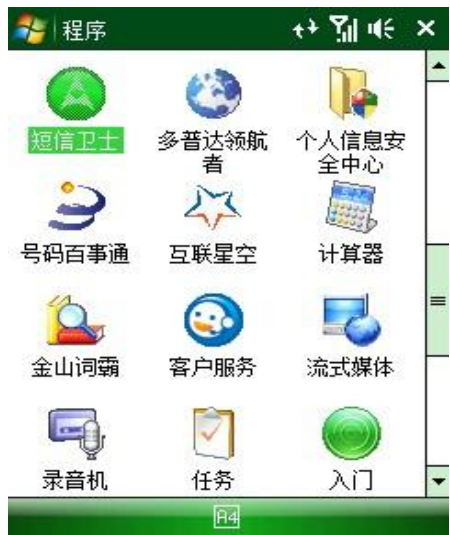 程序
短信卫士
多普达领航
者
个人信息安
全中心
号码百事通
互联星空
计算器
金山词霸
客户服务
流式媒体
录音机
任务
入门
A4